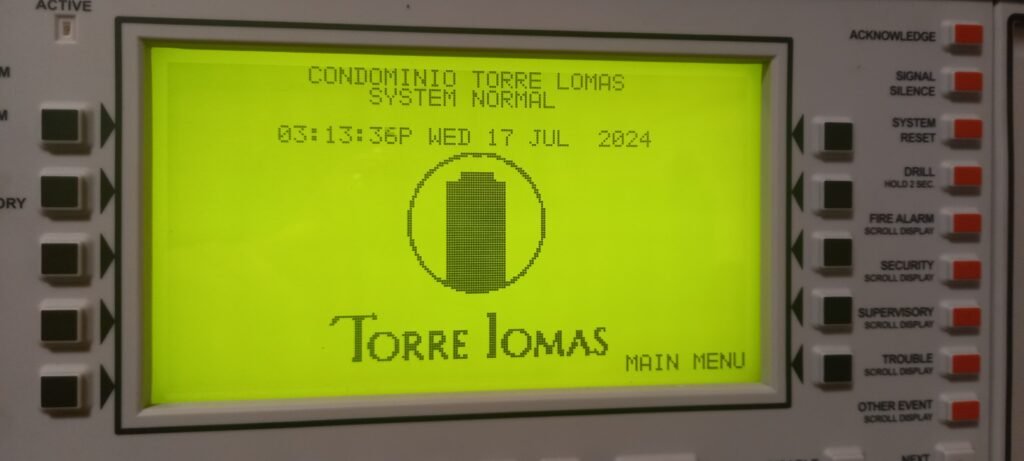 ACTIVE
CONDOMINIO TORRE LOMAS
SYSTEM NORMAL
03:13:36P WED 17 JUL 2024
TORRE LOMAS
MAIN MENU
ACKNOWLEDGE
SIGNAL
SILENCE
SYSTEM
RESET
DRILL
HOLD 2 SEC.
FIRE ALARM
SCROLL DISPLAY
SECURITY
SCROLL DISPLAY
SUPERVISORY
SCROLL DISPLAY
TROUBLE
SCROLL DISPLAY
OTHER EVENT
SCROLL DISPLAY
NEXT